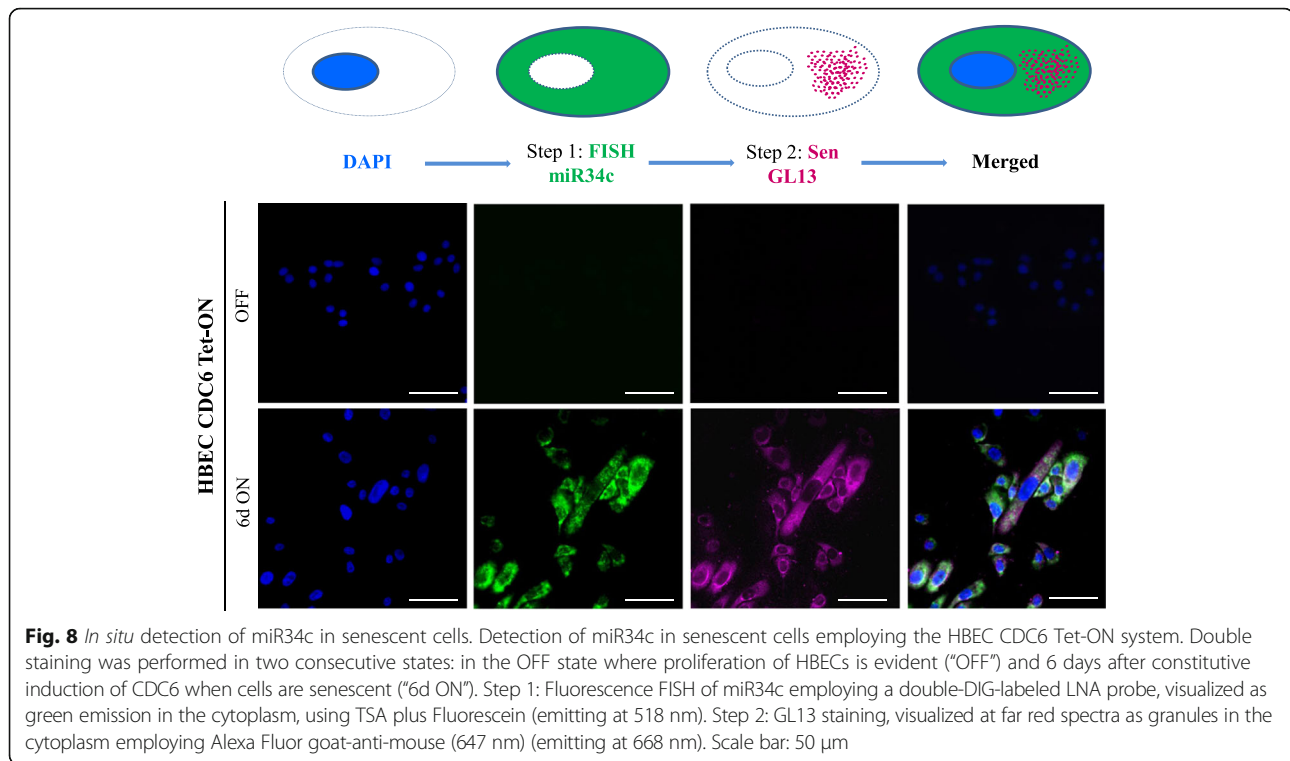 DAPI
Step 1: FISH
miR34c
Step 2: Sen
GL13
Merged
HBEC CDC6 Tet-ON
OFF
6d ON
Fig. 8 In situ detection of miR34c in senescent cells. Detection of miR34c in senescent cells employing the HBEC CDC6 Tet-ON system. Double
staining was performed in two consecutive states: in the OFF state where proliferation of HBECs is evident (“OFF”) and 6 days after constitutive
induction of CDC6 when cells are senescent (“6d ON”). Step 1: Fluorescence FISH of miR34c employing a double-DIG-labeled LNA probe, visualized as
green emission in the cytoplasm, using TSA plus Fluorescein (emitting at 518 nm). Step 2: GL13 staining, visualized at far red spectra as granules in the
cytoplasm employing Alexa Fluor goat-anti-mouse (647 nm) (emitting at 668 nm). Scale bar: 50 μm